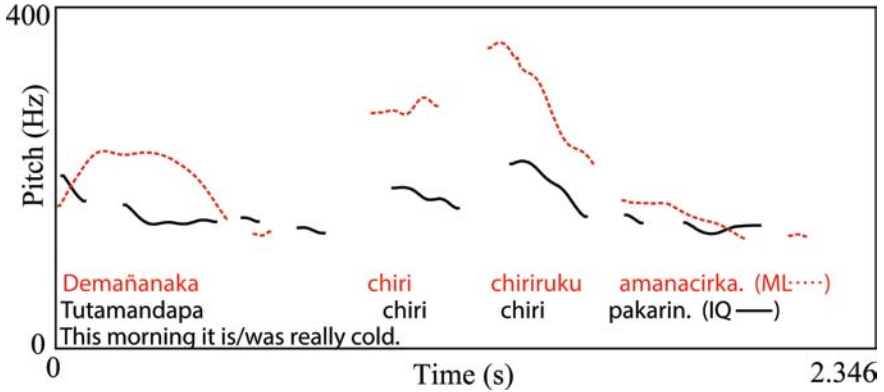 400
Pitch (Hz)
Demañanaka chiri chiriruku amanacirka. (ML·····)
Tutamandapa chiri chiri pakarin. (IQ ——)
This morning it is/was really cold.
0
0 Time (s) 2.346